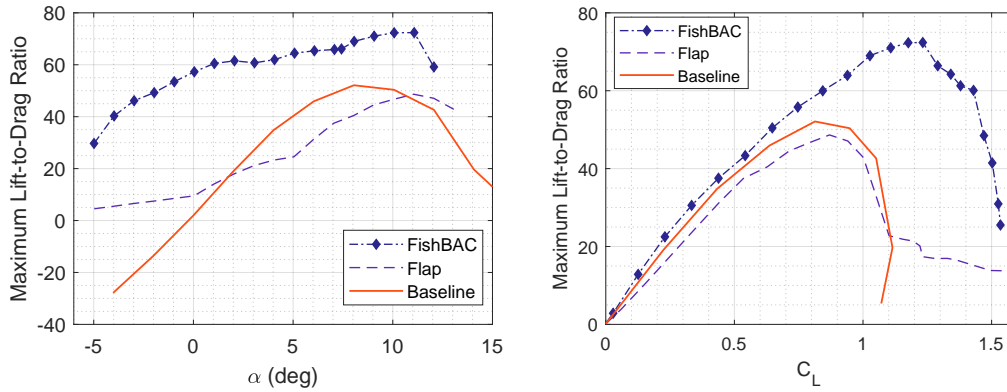 Maximum Lift-to-Drag Ratio
80
60
40
20
0
-20
-40
-5
0
5
10
15
α (deg)
FishBAC
Flap
Baseline
Maximum Lift-to-Drag Ratio
80
60
40
20
0
0
0.5
1
1.5
C_L
FishBAC
Flap
Baseline